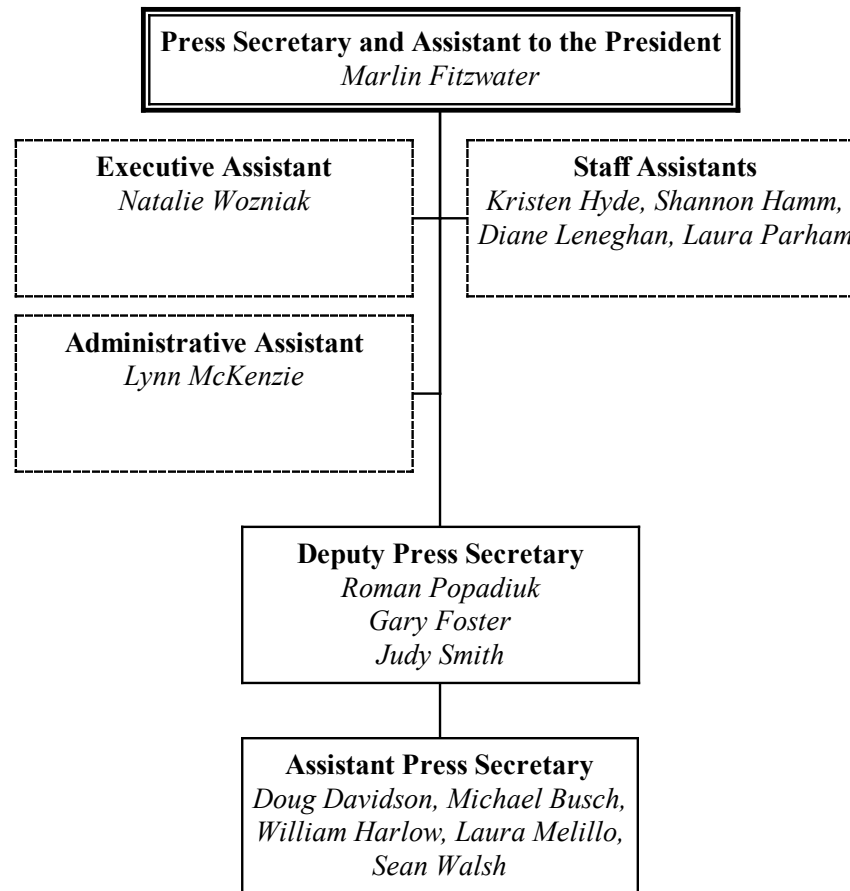 Press Secretary and Assistant to the President
Marlin Fitzwater
Executive Assistant
Natalie Wozniak
Staff Assistants
Kristen Hyde, Shannon Hamm,
Diane Leneghan, Laura Parham
Administrative Assistant
Lynn McKenzie
Deputy Press Secretary
Roman Popadiuk
Gary Foster
Judy Smith
Assistant Press Secretary
Doug Davidson, Michael Busch,
William Harlow, Laura Melillo,
Sean Walsh